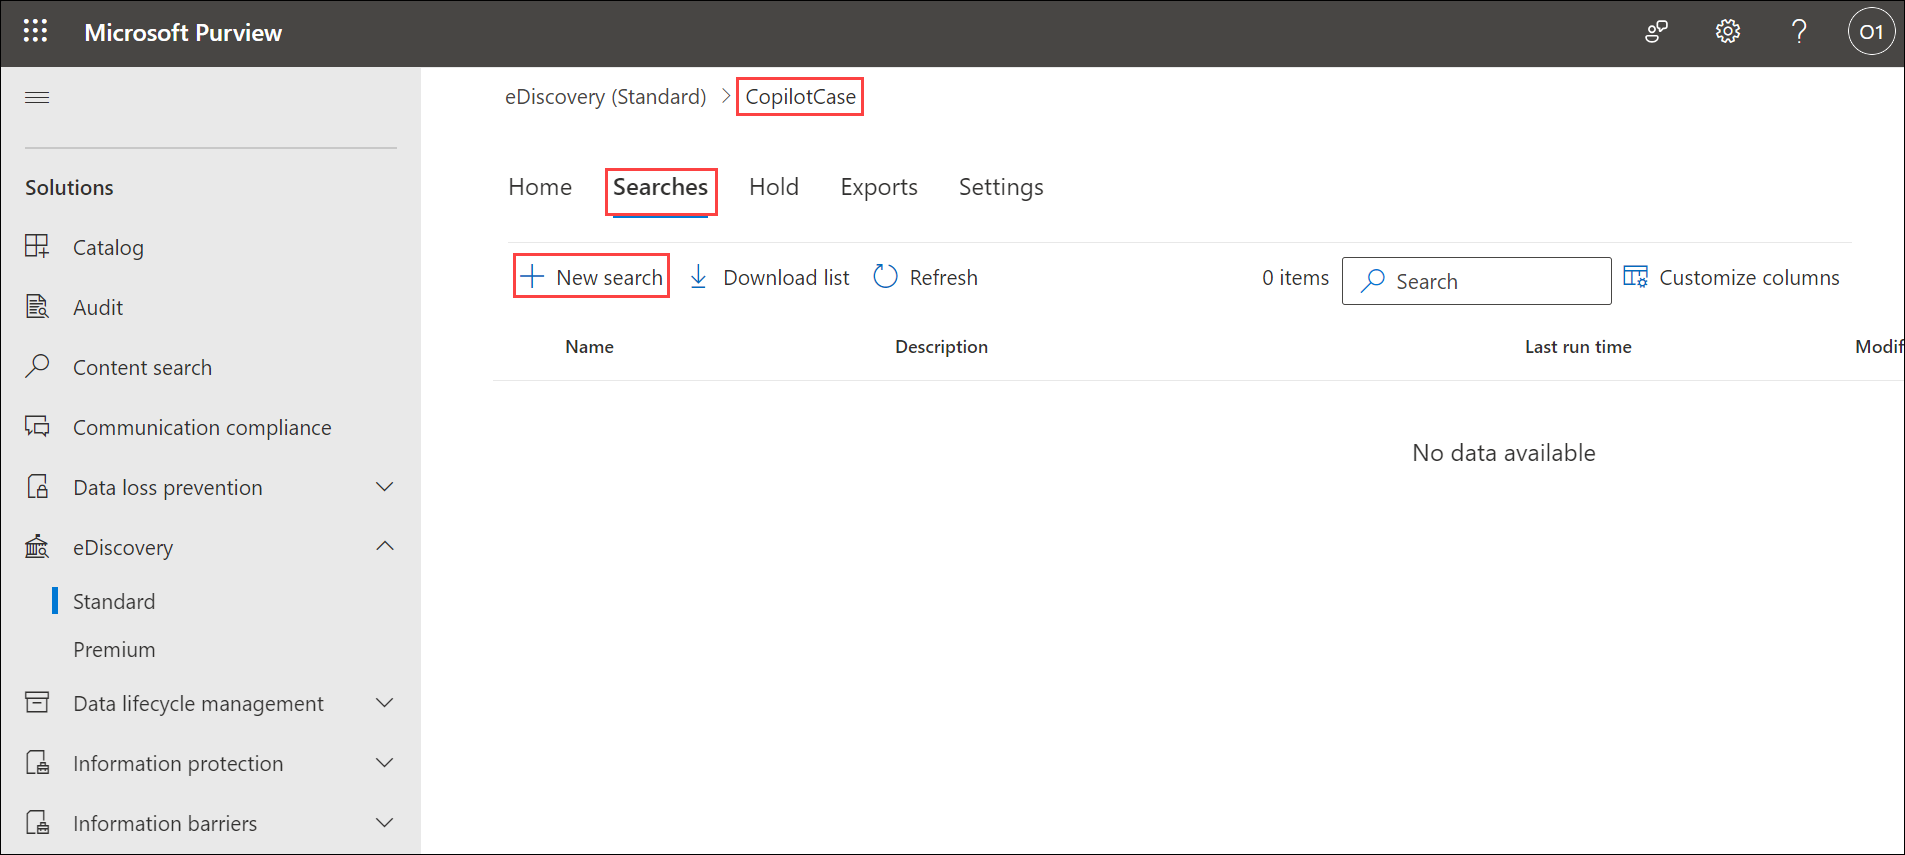 Microsoft Purview
O1
eDiscovery (Standard) > CopilotCase
Solutions
Catalog
Audit
Content search
Communication compliance
Data loss prevention
eDiscovery
Standard
Premium
Data lifecycle management
Information protection
Information barriers
Home Searches Hold Exports Settings
New search Download list Refresh 0 items Search Customize columns
Name Description Last run time Modif
No data available